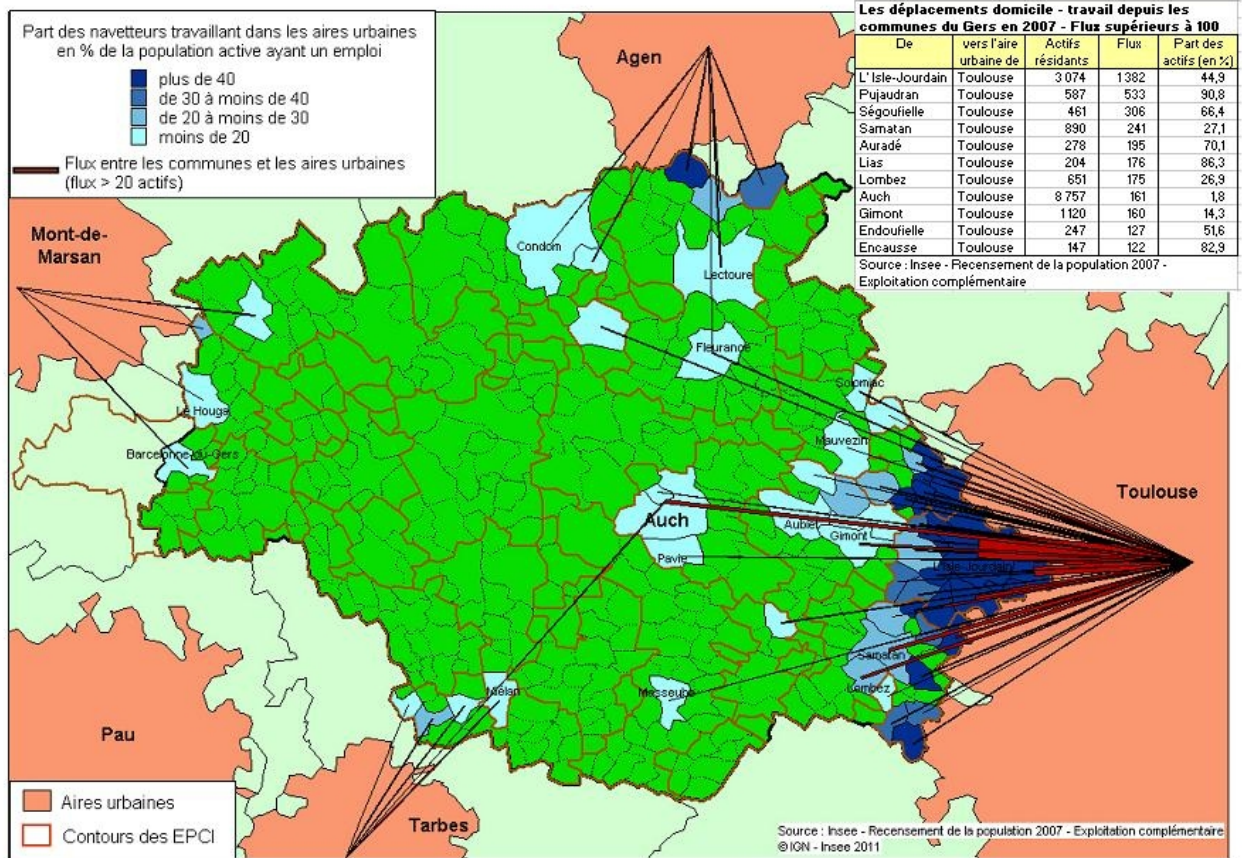 Part des navetteurs travaillant dans les aires urbaines
en % de la population active ayant un emploi
plus de 40
de 30 à moins de 40
de 20 à moins de 30
moins de 20
Flux entre les communes et les aires urbaines
(flux > 20 actifs)
Les déplacements domicile - travail depuis les
communes du Gers en 2007 - Flux supérieurs à 100
De vers l'aire urbaine de Actifs résidants Flux Part des actifs (en %)
L' Isle-Jourdain Toulouse 3 074 1 382 44,9
Pujaudran Toulouse 587 533 90,8
Ségoufielle Toulouse 461 306 66,4
Samatan Toulouse 890 241 27,1
Auradé Toulouse 278 195 70,1
Lias Toulouse 204 176 86,3
Lombez Toulouse 651 175 26,9
Auch Toulouse 8 757 161 1,8
Gimont Toulouse 1120 160 14,3
Endoufielle Toulouse 247 127 51,6
Encausse Toulouse 147 122 82,9
Source : Insee - Recensement de la population 2007 -
Exploitation complémentaire
Agen
Mont-de-
Marsan
Condom
Lectoure
Fleurance
Solomiac
Le Houga
Mauvezin
Barcelonne-du-Gers
Toulouse
Auch
Aubiet
Gimont
Pavie
L'Isle-Jourdain
Samatan
Miélan
Masseube
Lombez
Pau
Tarbes
Aires urbaines
Contours des EPCI
Source : Insee - Recensement de la population 2007 - Exploitation complémentaire
© IGN - Insee 2011